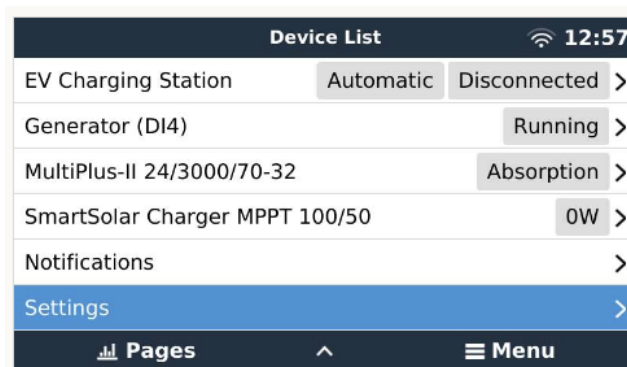 Device List 12:57
EV Charging Station Automatic Disconnected
Generator (DI4) Running
MultiPlus-II 24/3000/70-32 Absorption
SmartSolar Charger MPPT 100/50 0W
Notifications
Settings
Pages Menu